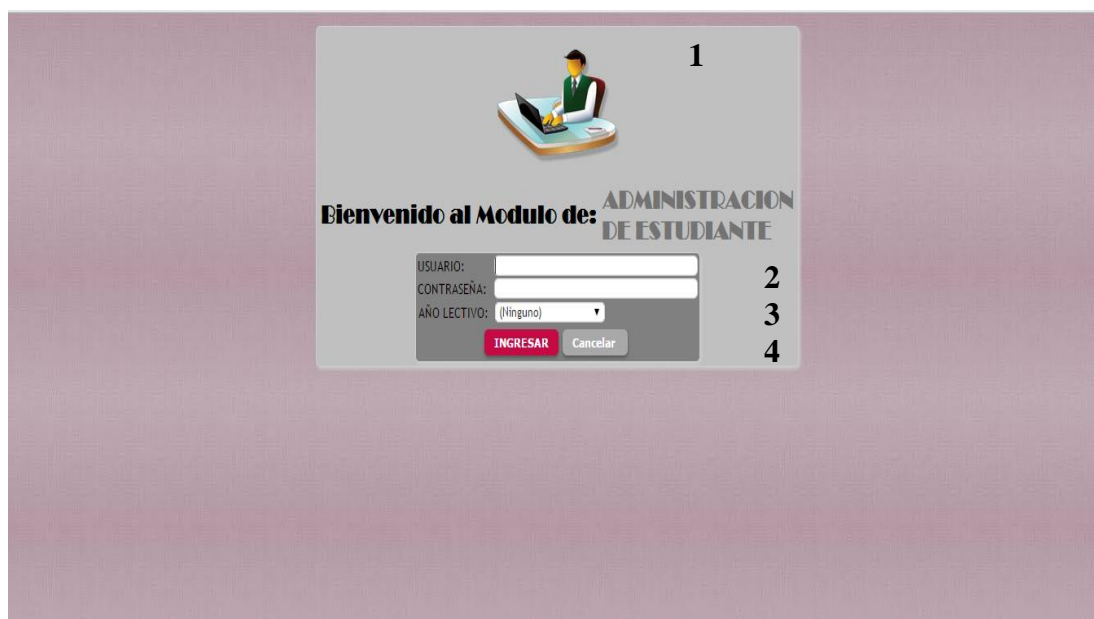 1
Bienvenido al Modulo de: ADMINISTRACION
DE ESTUDIANTE
USUARIO:
2
CONTRASEÑA:
AÑO LECTIVO: (Ninguno) 3
INGRESAR Cancelar 4